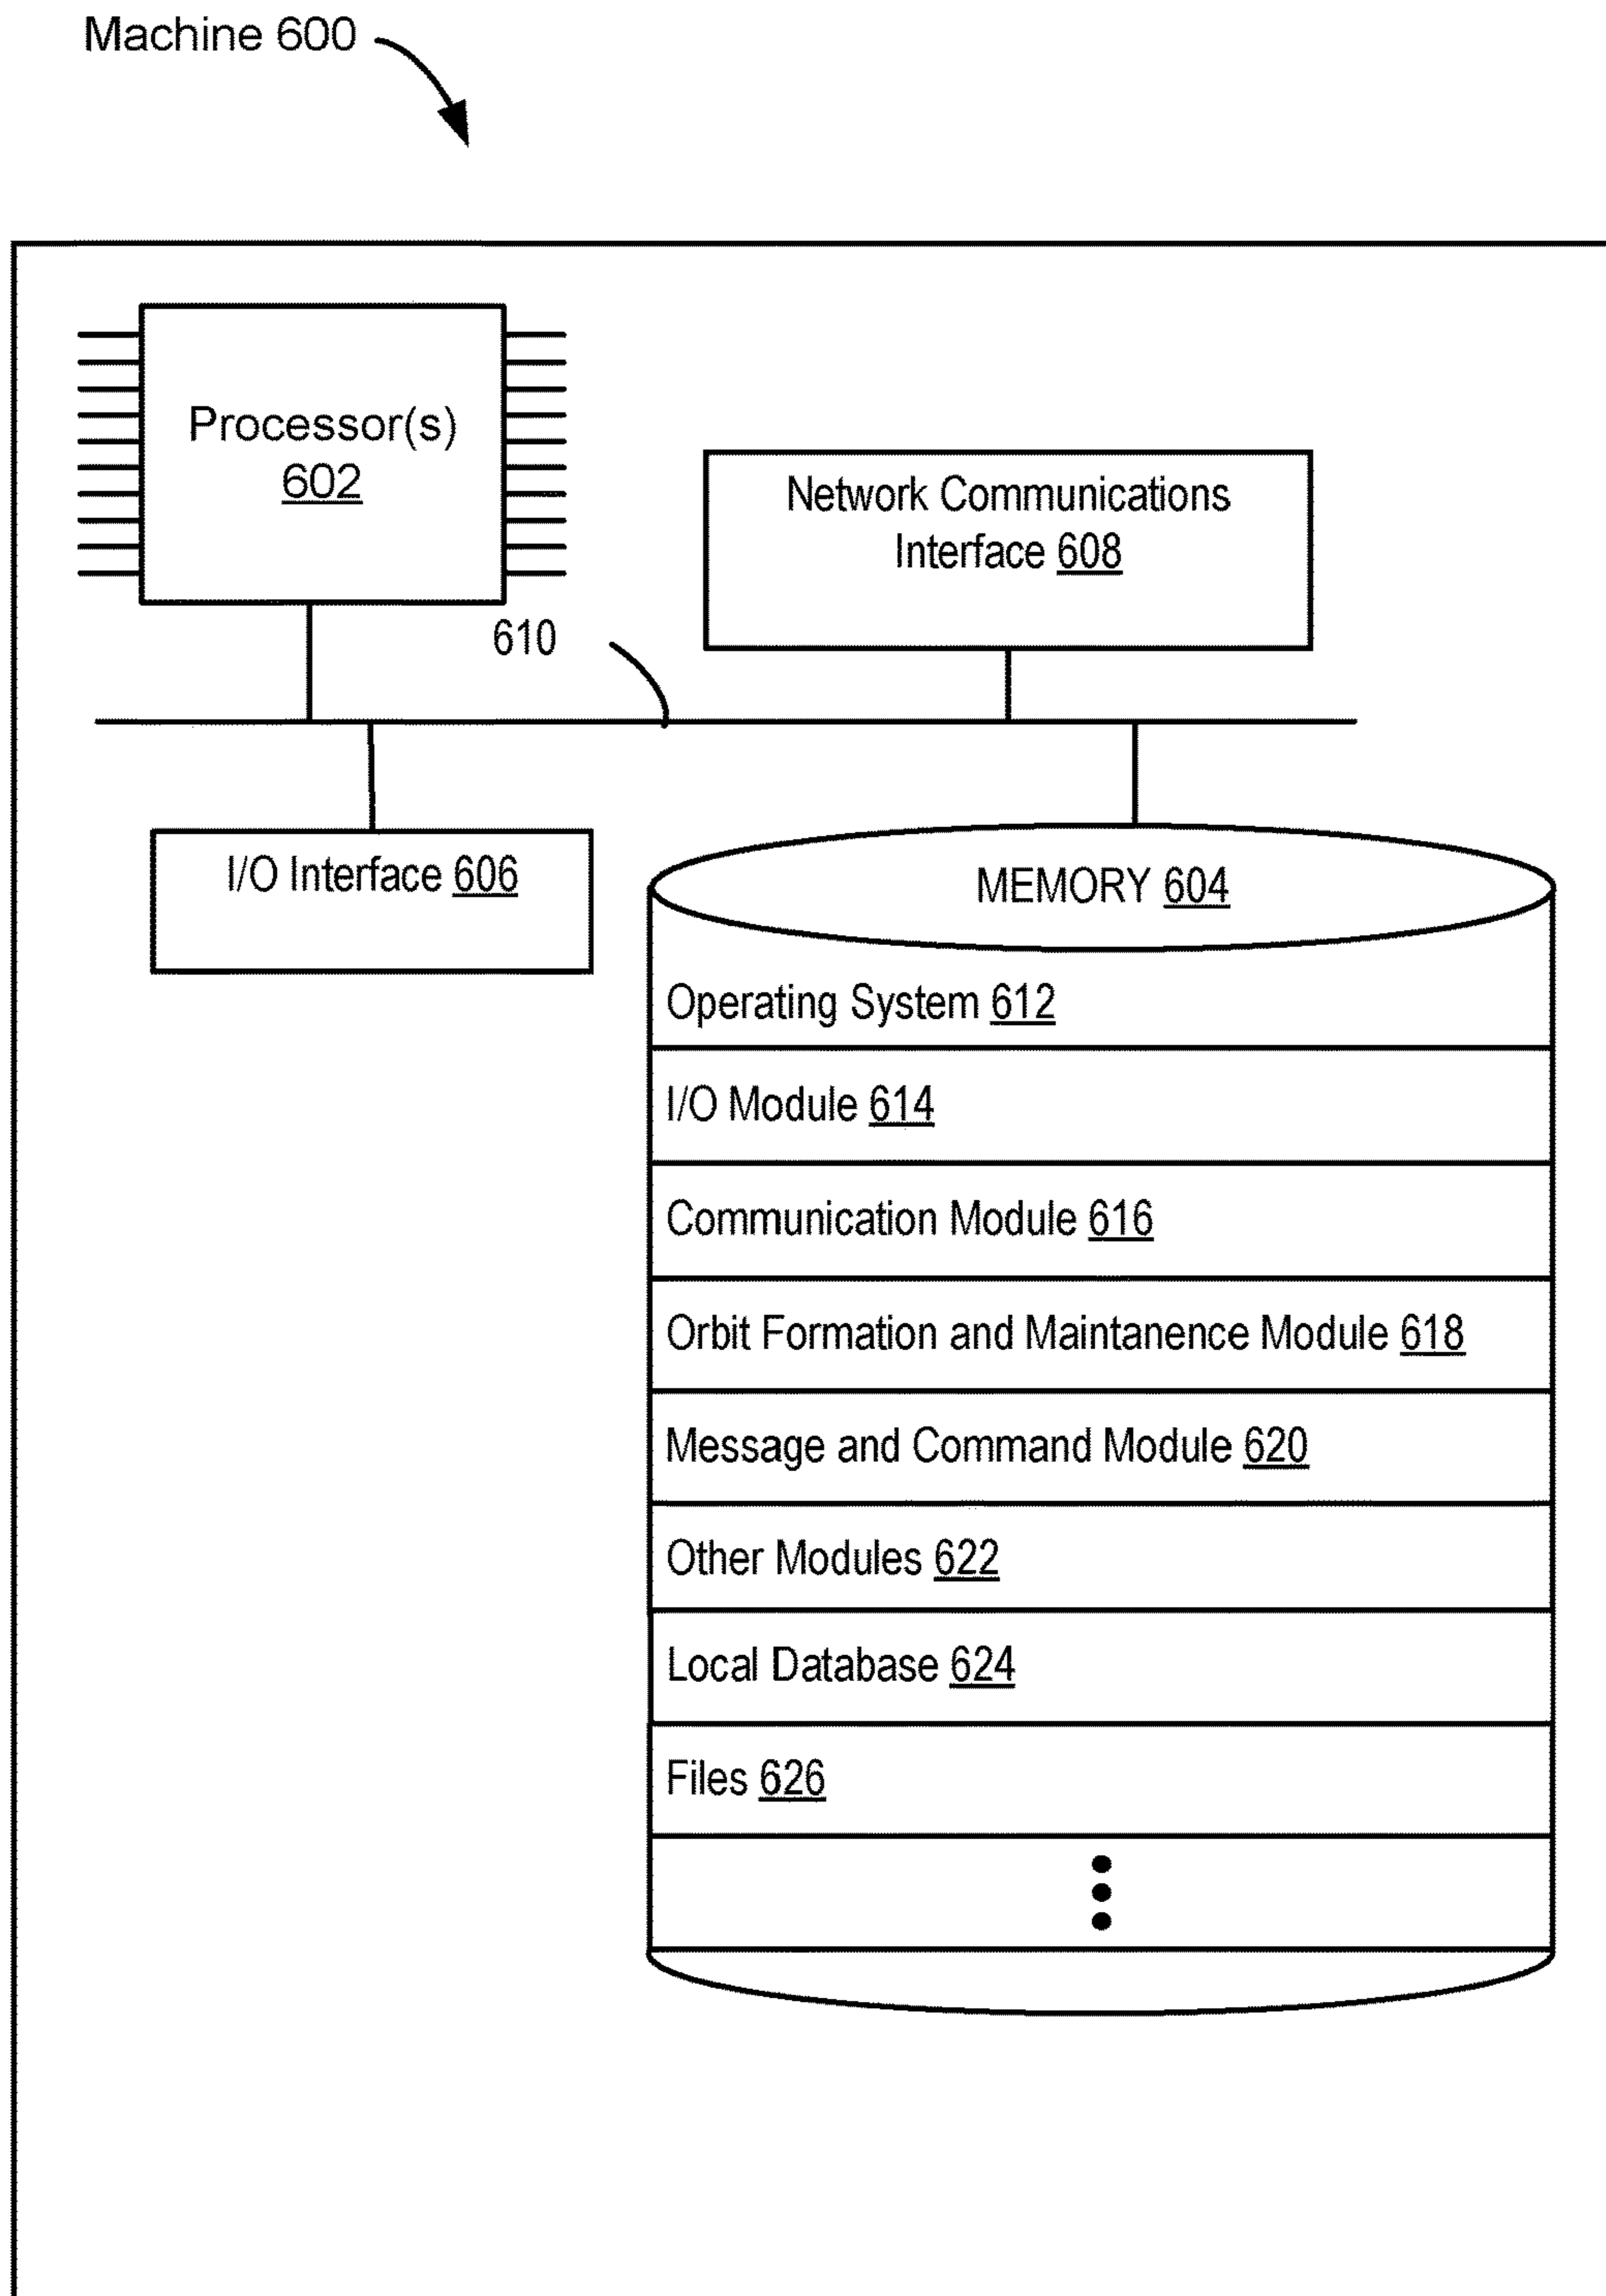 Machine 600
Processor(s)
602
Network Communications
Interface 608
610
I/O Interface 606
MEMORY 604
Operating System 612
I/O Module 614
Communication Module 616
Orbit Formation and Maintanence Module 618
Message and Command Module 620
Other Modules 622
Local Database 624
Files 626